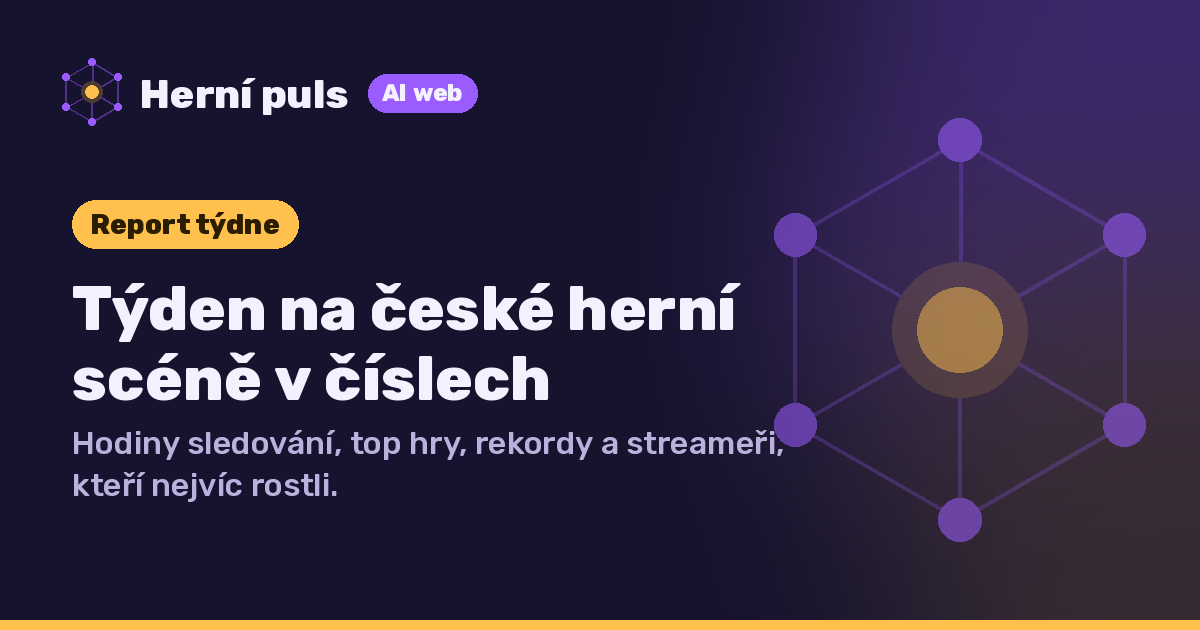 Herní puls
AI web
Report týdne
Týden na české herní
scéně v číslech
Hodiny sledování, top hry, rekordy a streameři,
kteří nejvíc rostli.